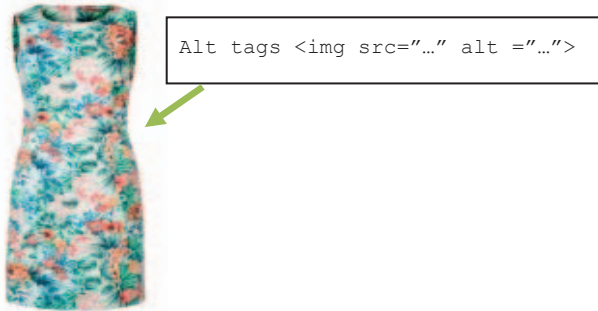 Alt tags <img src=”…” alt =”…”>